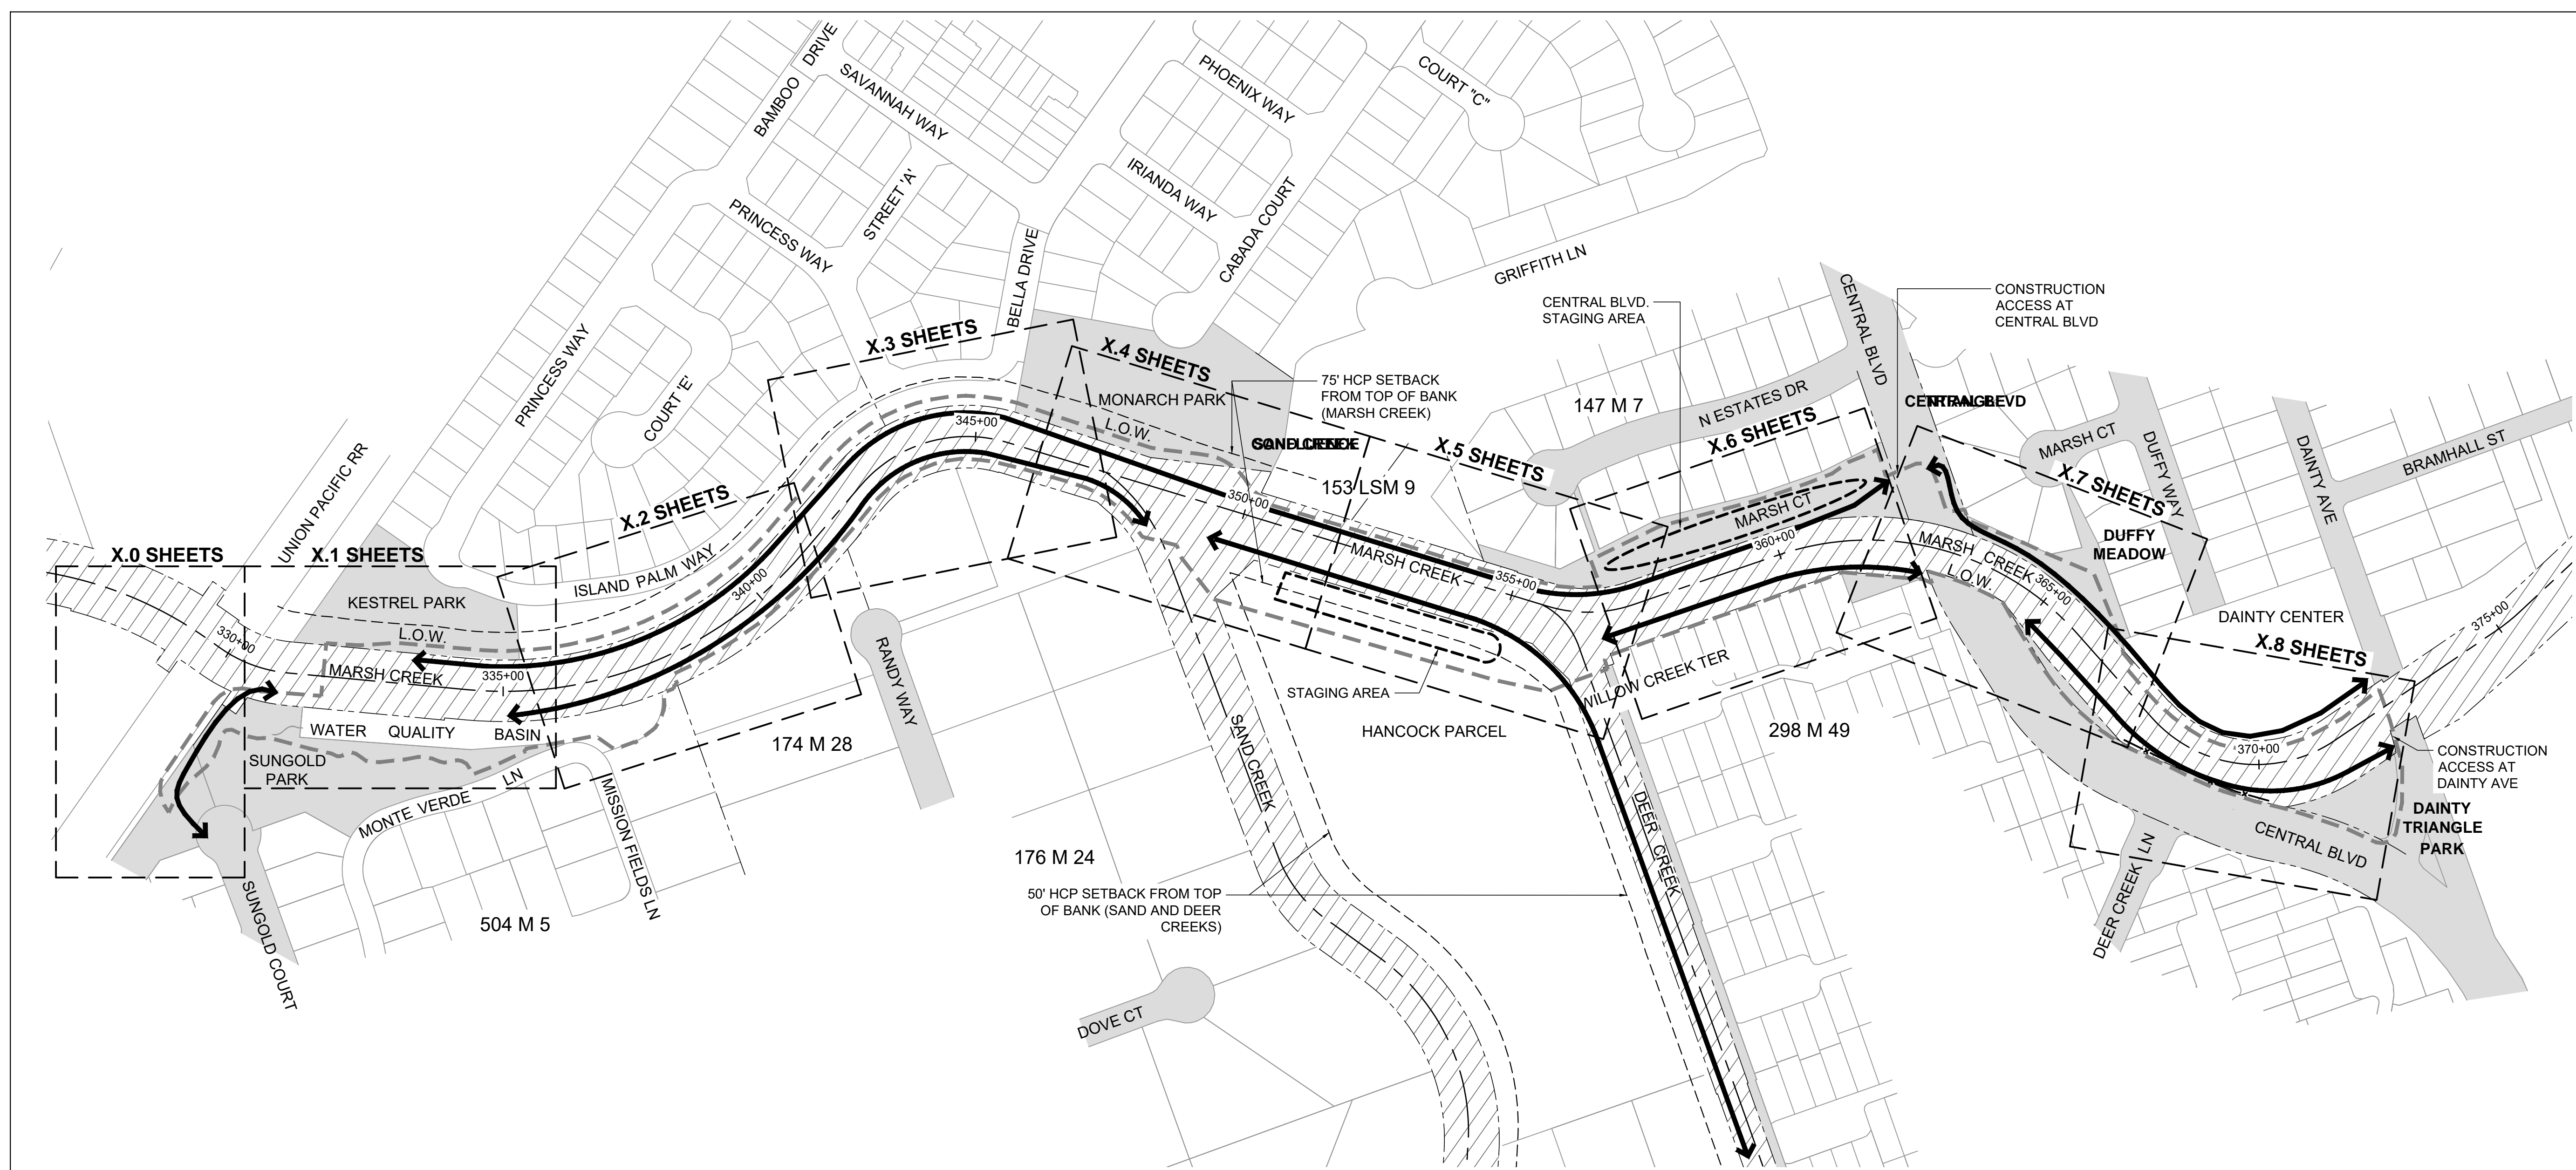 BAMBOO DRIVE
SAVANNAH WAY
PHOENIX WAY
COURT "C"
STREET 'A'
IRIANDA WAY
PRINCESS WAY
CABADA COURT
BELLA DRIVE
GRIFFITH LN
CENTRAL BLVD
CONSTRUCTION
ACCESS AT
CENTRAL BLVD
CENTRAL BLVD.
STAGING AREA
X.3 SHEETS
X.4 SHEETS
PRINCESS WAY
COURT 'E'
75' HCP SETBACK
FROM TOP OF BANK
(MARSH CREEK)
MONARCH PARK
L.O.W.
147 M 7
N ESTATES DR
X.6 SHEETS
345+00
SAND CREEK
X.5 SHEETS
MARSH CT
DUFFY WAY
DAINTY AVE
BRAMHALL ST
X.7 SHEETS
UNION PACIFIC RR
X.2 SHEETS
153 LSM 9
350+00
MARSH CT
X.0 SHEETS
X.1 SHEETS
ISLAND PALM WAY
340+00
MARSH CREEK
355+00
360+00
MARSH CREEK
L.O.W.
365+00
DUFFY
MEADOW
KESTREL PARK
L.O.W.
330+00
MARSH CREEK
335+00
DAINTY CENTER
375+00
X.8 SHEETS
RANDY WAY
STAGING AREA
WILLOW CREEK TER
WATER QUALITY BASIN
SUNGOLD
PARK
174 M 28
SAND CREEK
HANCOCK PARCEL
298 M 49
370+00
CONSTRUCTION
ACCESS AT
DAINTY AVE
MONTE VERDE LN
MISSION FIELDS LN
DEER CREEK
DAINTY
TRIANGLE
PARK
CENTRAL BLVD
176 M 24
50' HCP SETBACK FROM TOP
OF BANK (SAND AND DEER
CREEKS)
504 M 5
SUNGOLD COURT
DEER CREEK LN
DOVE CT